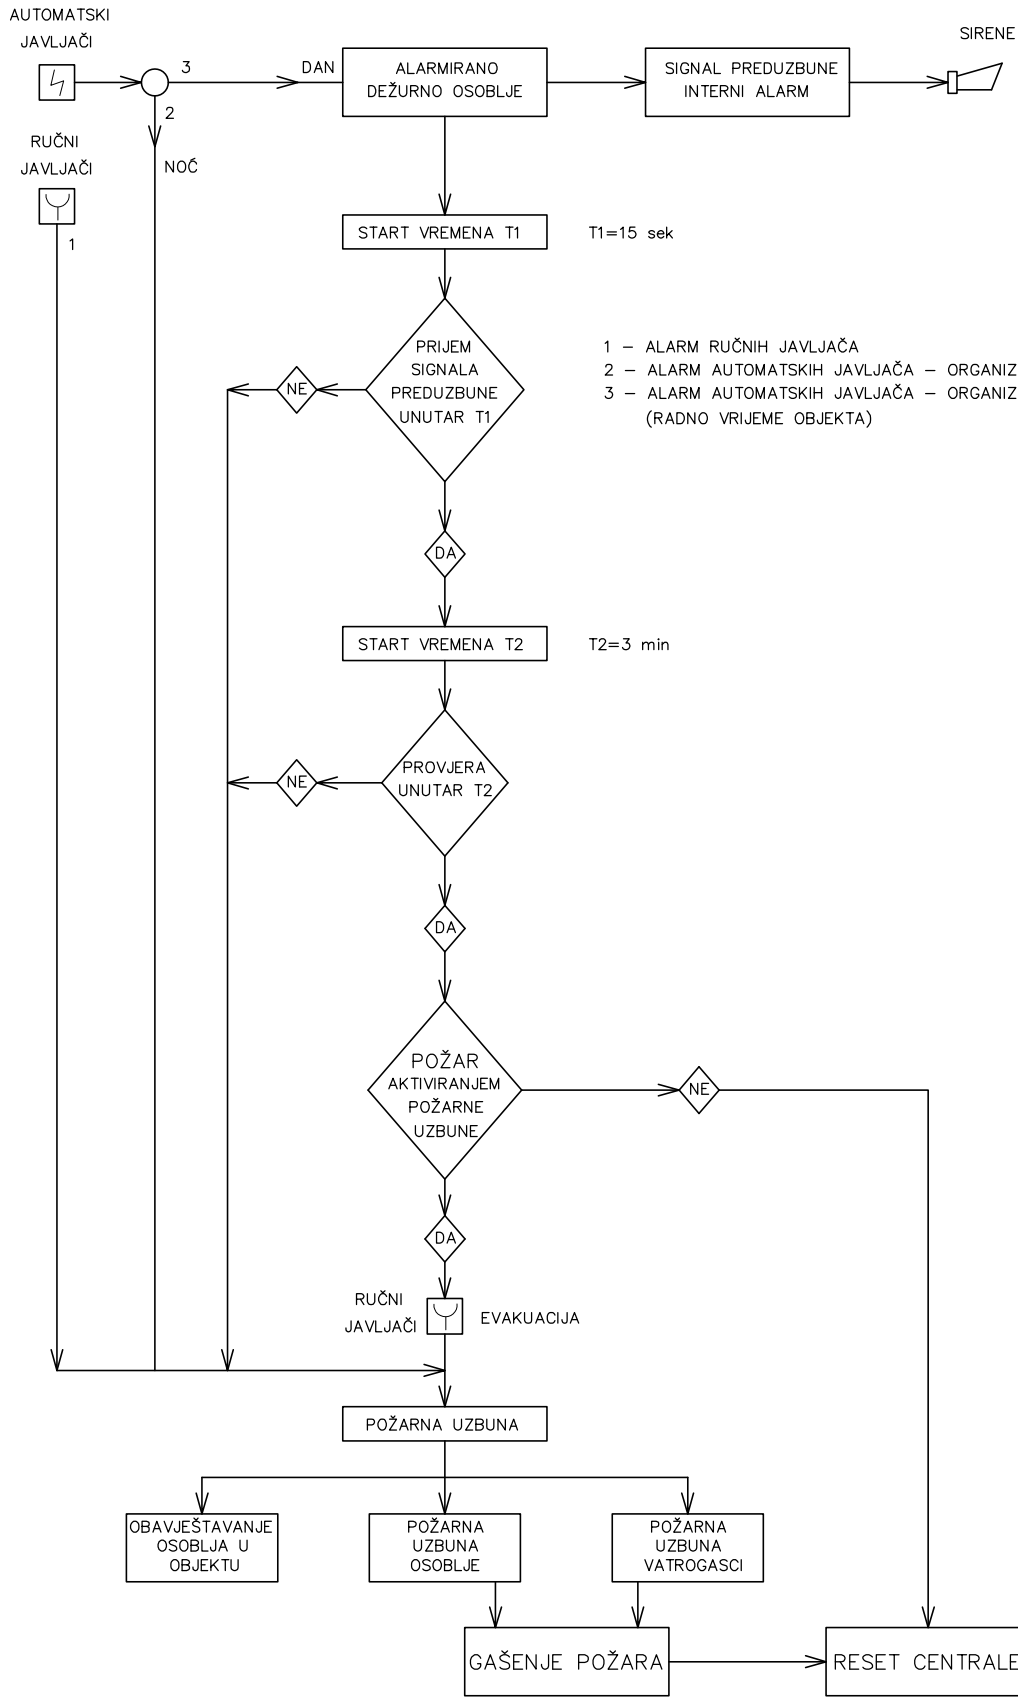 AUTOMATSKI
JAVLJAČI
3
DAN
ALARMIRANO
DEŽURNO OSOBLJE
SIGNAL PREDUZBUNE
INTERNI ALARM
SIRENE
2
NOĆ
RUČNI
JAVLJAČI
1
START VREMENA T1
T1=15 sek
PRIJEM
SIGNALA
PREDUZBUNE
UNUTAR T1
NE
1 – ALARM RUČNIH JAVLJAČA
2 – ALARM AUTOMATSKIH JAVLJAČA – ORGANIZ
3 – ALARM AUTOMATSKIH JAVLJAČA – ORGANIZ
(RADNO VRIJEME OBJEKTA)
DA
START VREMENA T2
T2=3 min
PROVJERA
UNUTAR T2
NE
DA
POŽAR
AKTIVIRANJEM
POŽARNE
UZBUNE
NE
DA
RUČNI
JAVLJAČI
EVAKUACIJA
POŽARNA UZBUNA
OBAVJEŠTAVANJE
OSOBLJA U
OBJEKTU
POŽARNA
UZBUNA
OSOBLJE
POŽARNA
UZBUNA
VATROGASCI
GAŠENJE POŽARA
RESET CENTRALE